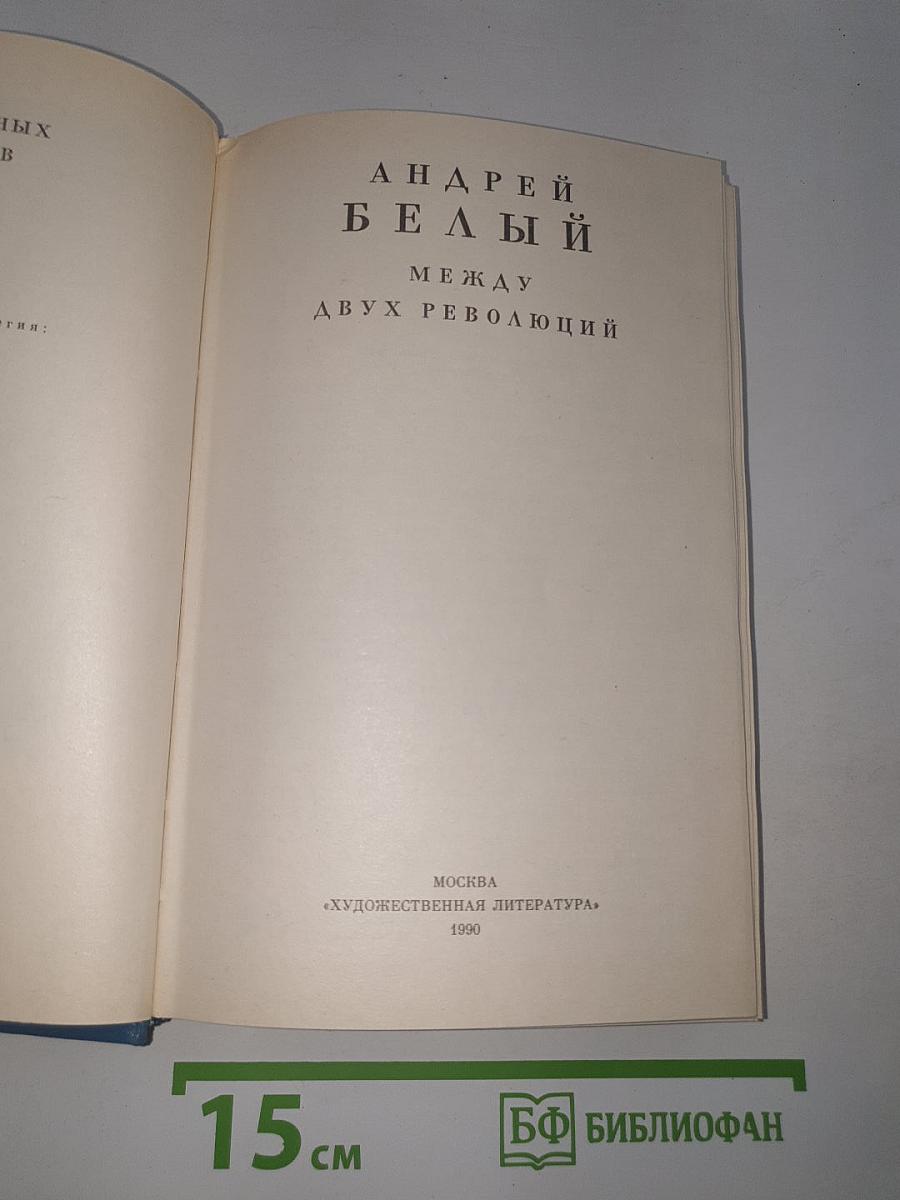 АНДРЕЙ
БЕЛЫЙ
МЕЖДУ
ДВУХ РЕВОЛЮЦИЙ
МОСКВА
«ХУДОЖЕСТВЕННАЯ ЛИТЕРАТУРА»
1990
15 см
БФ БИБЛИОФАН